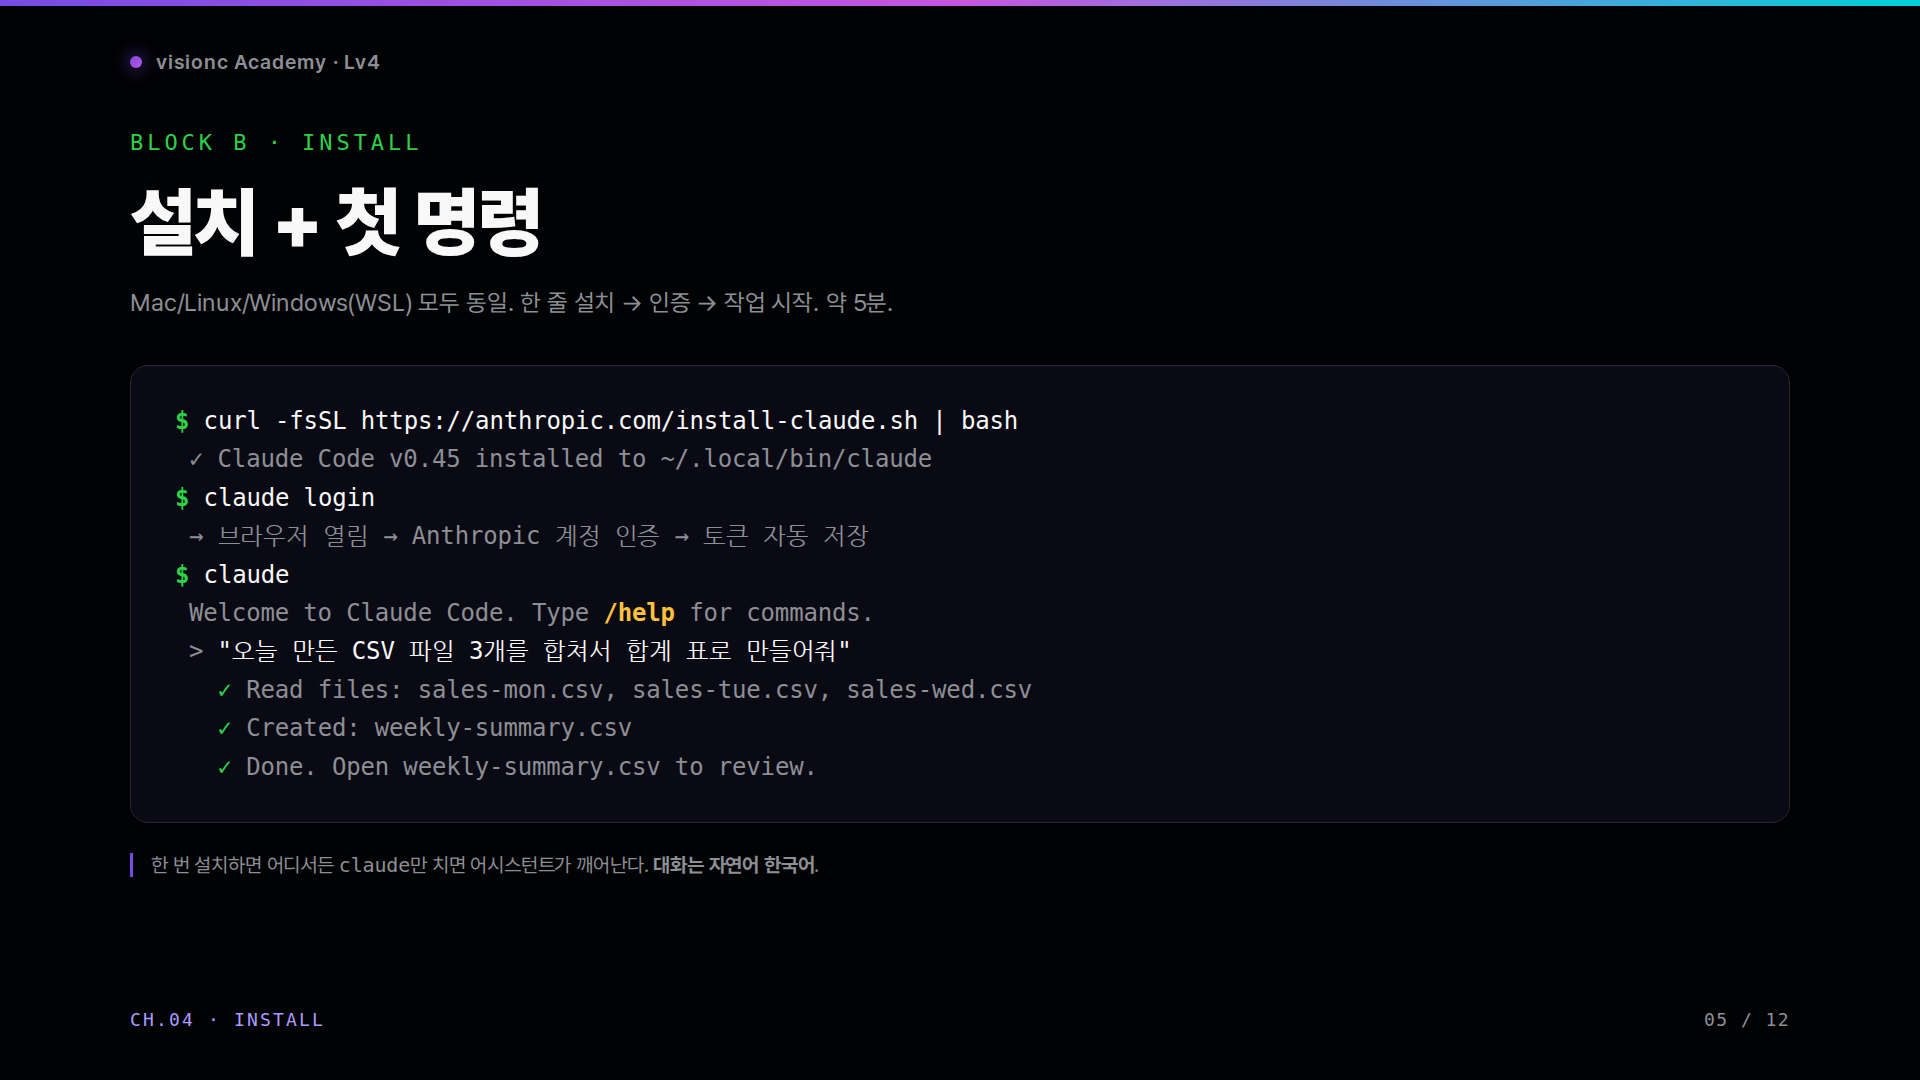 visionc Academy · Lv4
BLOCK B · INSTALL
설치 + 첫 명령
Mac/Linux/Windows(WSL) 모두 동일. 한 줄 설치 → 인증 → 작업 시작. 약 5분.
$ curl -fsSL https://anthropic.com/install-claude.sh | bash
✓ Claude Code v0.45 installed to ~/.local/bin/claude
$ claude login
→ 브라우저 열림 → Anthropic 계정 인증 → 토큰 자동 저장
$ claude
Welcome to Claude Code. Type /help for commands.
> "오늘 만든 CSV 파일 3개를 합쳐서 합계 표로 만들어줘"
✓ Read files: sales-mon.csv, sales-tue.csv, sales-wed.csv
✓ Created: weekly-summary.csv
✓ Done. Open weekly-summary.csv to review.
한 번 설치하면 어디서든 claude만 치면 어시스턴트가 깨어난다. 대화는 자연어 한국어.
CH.04 · INSTALL
05 / 12